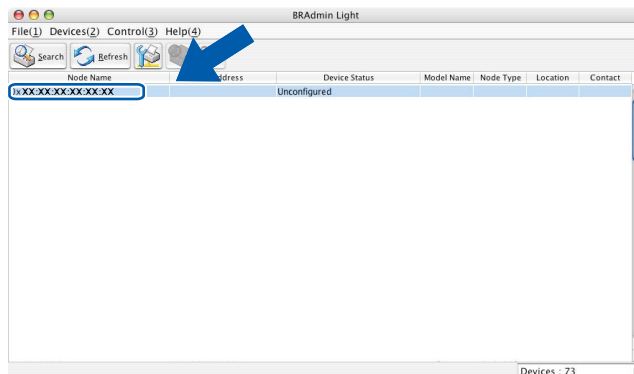 BRAdmin Light
File(1) Devices(2) Control(3) Help(4)
Search Refresh
Node Name Device Status Model Name Node Type Location Contact
XX:XX:XX:XX:XX:XX Unconfigured
Devices : 73